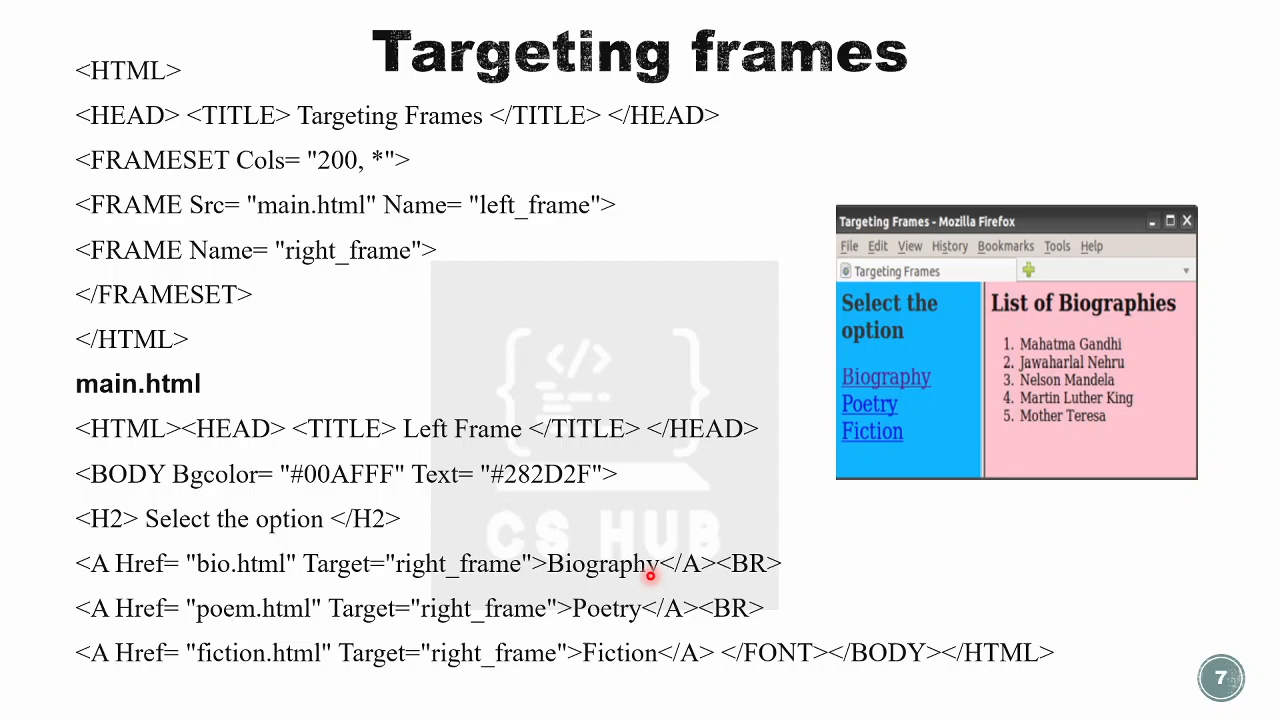 Targeting frames
<HTML>
<HEAD> <TITLE> Targeting Frames </TITLE> </HEAD>
<FRAMESET Cols= "200, *">
<FRAME Src= "main.html" Name= "left_frame">
<FRAME Name= "right_frame">
</FRAMESET>
</HTML>
main.html
<HTML><HEAD> <TITLE> Left Frame </TITLE> </HEAD>
<BODY Bgcolor= "#00AFFF" Text= "#282D2F">
<H2> Select the option </H2>
<A Href= "bio.html" Target="right_frame">Biography</A><BR>
<A Href= "poem.html" Target="right_frame">Poetry</A><BR>
<A Href= "fiction.html" Target="right_frame">Fiction</A> </FONT></BODY></HTML>
Targeting Frames - Mozilla Firefox
File Edit View History Bookmarks Tools Help
Targeting Frames
Select the
option
Biography
Poetry
Fiction
List of Biographies
1. Mahatma Gandhi
2. Jawaharlal Nehru
3. Nelson Mandela
4. Martin Luther King
5. Mother Teresa
</>
CS HUB
7